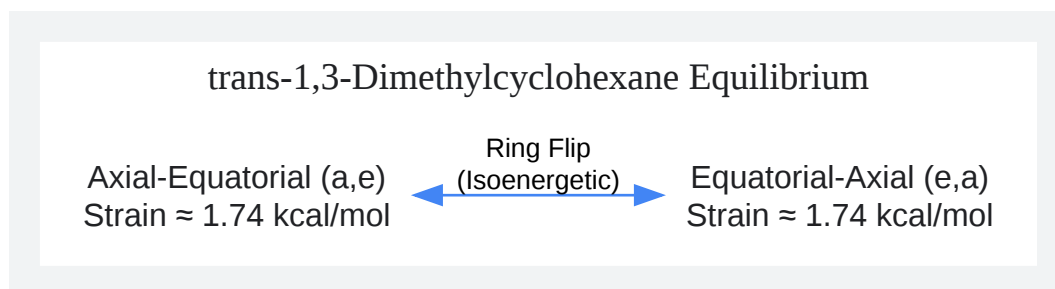 trans-1,3-Dimethylcyclohexane Equilibrium
Ring Flip
(Isoenergetic)
Axial-Equatorial (a,e)
Strain ≈ 1.74 kcal/mol
Equatorial-Axial (e,a)
Strain ≈ 1.74 kcal/mol